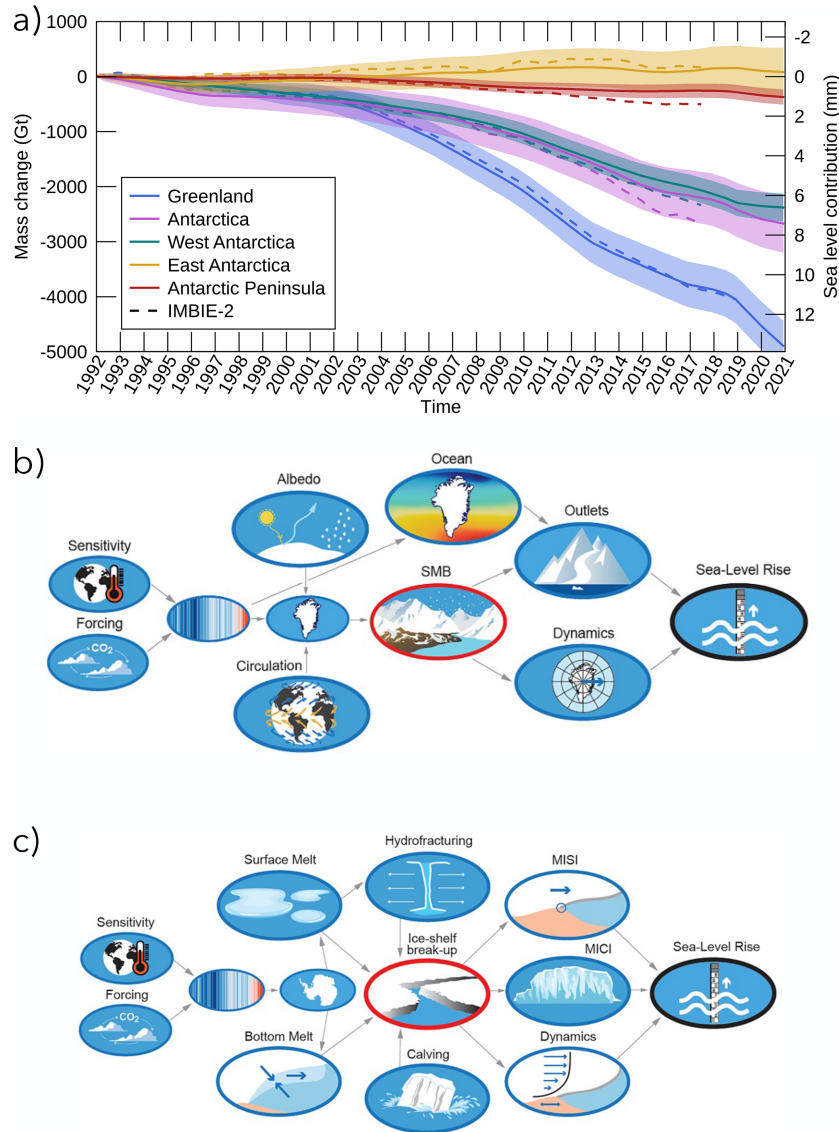 a)
1000
0
-1000
-2000
-3000
-4000
-5000
Mass change (Gt)
-2
0
2
4
6
8
10
12
Sea level contribution (mm)
Greenland
Antarctica
West Antarctica
East Antarctica
Antarctic Peninsula
IMBIE-2
1992 1993 1994 1995 1996 1997 1998 1999 2000 2001 2002 2003 2004 2005 2006 2007 2008 2009 2010 2011 2012 2013 2014 2015 2016 2017 2018 2019 2020 2021
Time
b)
Ocean
Albedo
Outlets
Sensitivity
SMB
Sea-Level Rise
Forcing
CO2
Dynamics
Circulation
c)
Hydrofracturing
Surface Melt
MISI
Sensitivity
Ice-shelf
break-up
MICI
Sea-Level Rise
Forcing
CO2
Bottom Melt
Calving
Dynamics